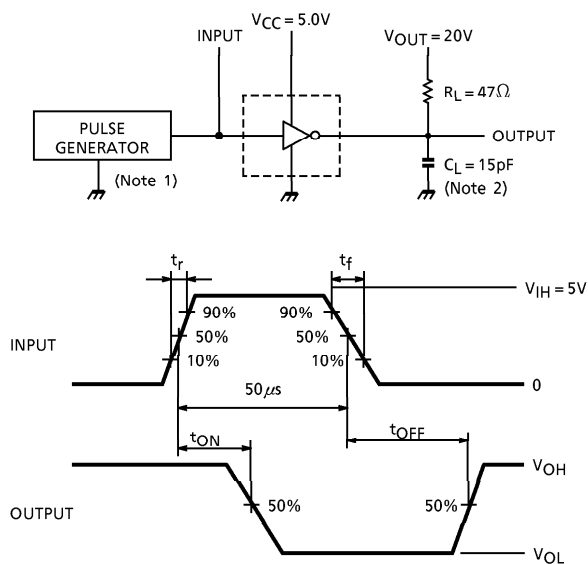 VCC = 5.0V
INPUT
VOUT = 20V
RL = 47Ω
PULSE
GENERATOR
OUTPUT
(Note 1)
CL = 15pF
(Note 2)
tr
tf
VIH = 5V
90%
90%
50%
50%
INPUT
10%
10%
0
50μs
tON
tOFF
VOH
50%
50%
OUTPUT
VOL